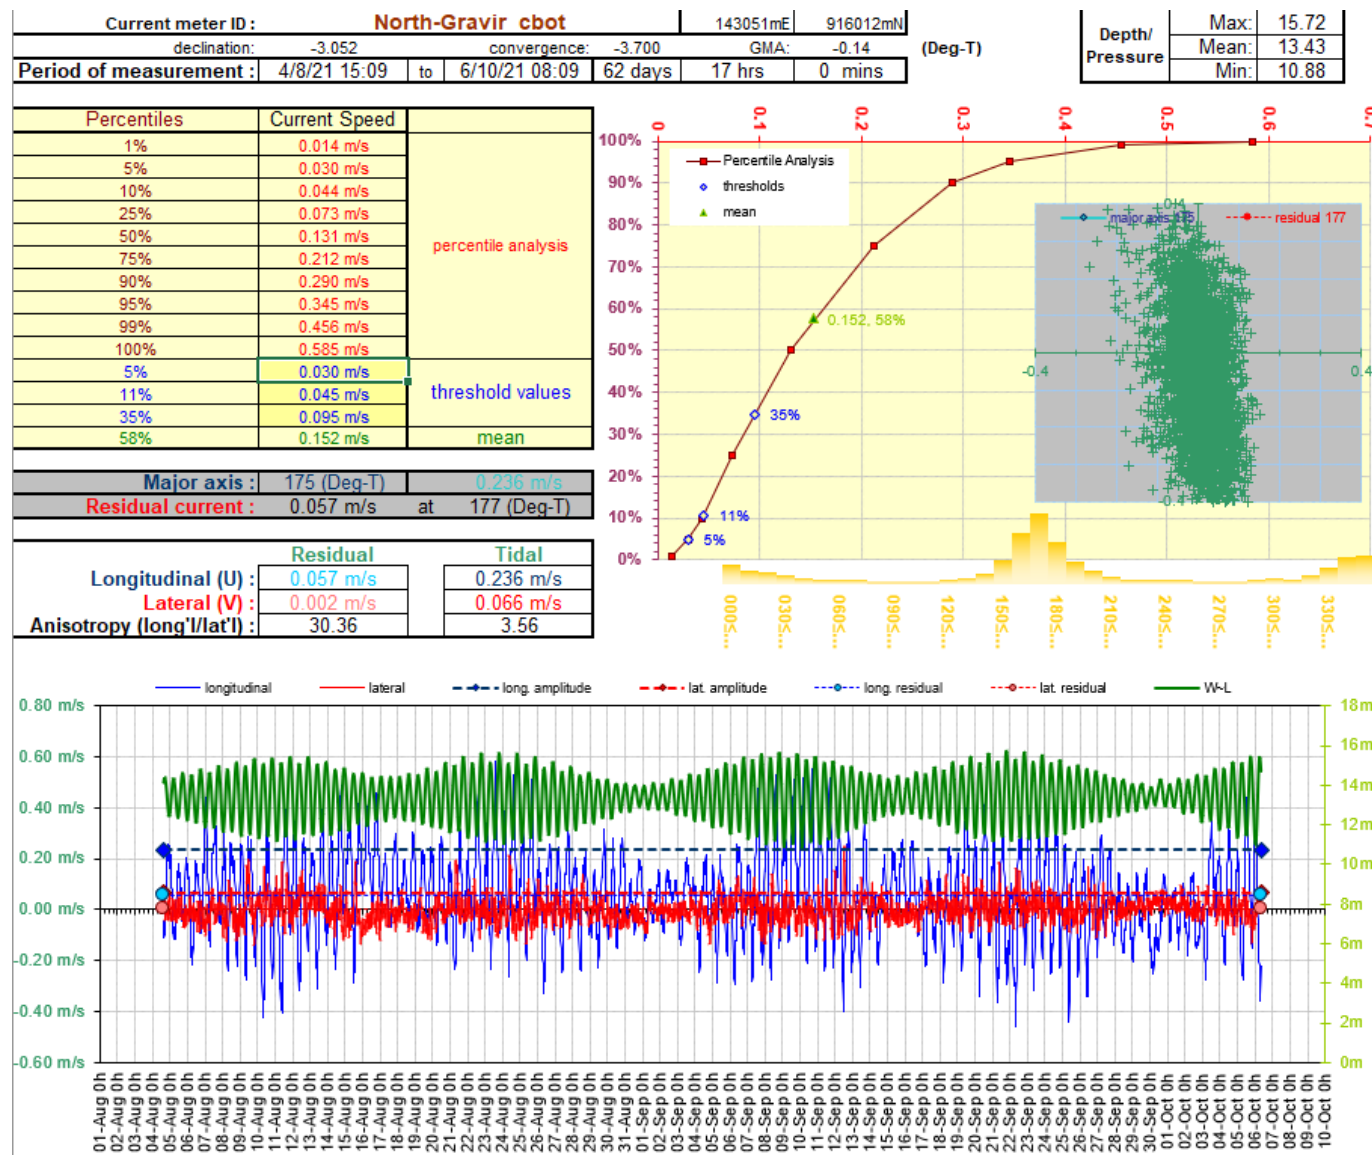 Current meter ID : North-Gravir cbot 143051mE 916012mN
declination: -3.052 convergence: -3.700 GMA: -0.14 (Deg-T)
Period of measurement : 4/8/21 15:09 to 6/10/21 08:09 62 days 17 hrs 0 mins
Depth/ Pressure
Max: 15.72
Mean: 13.43
Min: 10.88
Percentiles Current Speed
1% 0.014 m/s
5% 0.030 m/s
10% 0.044 m/s
25% 0.073 m/s
50% 0.131 m/s
75% 0.212 m/s
90% 0.290 m/s
95% 0.345 m/s
99% 0.456 m/s
100% 0.585 m/s
percentile analysis
5% 0.030 m/s
11% 0.045 m/s
35% 0.095 m/s
threshold values
58% 0.152 m/s mean
Major axis : 175 (Deg-T) 0.236 m/s
Residual current : 0.057 m/s at 177 (Deg-T)
Residual Tidal
Longitudinal (U) : 0.057 m/s 0.236 m/s
Lateral (V) : 0.002 m/s 0.066 m/s
Anisotropy (long'l/lat'l) : 30.36 3.56
0 0.1 0.2 0.3 0.4 0.5 0.6 0.7
100%
90%
80%
70%
60%
50%
40%
30%
20%
10%
0%
Percentile Analysis
thresholds
mean
0.152, 58%
35%
11%
5%
major axis 175
residual 177
-0.4 0.4
000≤...
030≤...
060≤...
090≤...
120≤...
150≤...
180≤...
210≤...
240≤...
270≤...
300≤...
330≤...
longitudinal lateral long. amplitude lat. amplitude long. residual lat. residual W-L
0.80 m/s
0.60 m/s
0.40 m/s
0.20 m/s
0.00 m/s
-0.20 m/s
-0.40 m/s
-0.60 m/s
18m
16m
14m
12m
10m
8m
6m
4m
2m
0m
01-Aug 0h
02-Aug 0h
03-Aug 0h
04-Aug 0h
05-Aug 0h
06-Aug 0h
07-Aug 0h
08-Aug 0h
09-Aug 0h
10-Aug 0h
11-Aug 0h
12-Aug 0h
13-Aug 0h
14-Aug 0h
15-Aug 0h
16-Aug 0h
17-Aug 0h
18-Aug 0h
19-Aug 0h
20-Aug 0h
21-Aug 0h
22-Aug 0h
23-Aug 0h
24-Aug 0h
25-Aug 0h
26-Aug 0h
27-Aug 0h
28-Aug 0h
29-Aug 0h
30-Aug 0h
31-Aug 0h
01-Sep 0h
02-Sep 0h
03-Sep 0h
04-Sep 0h
05-Sep 0h
06-Sep 0h
07-Sep 0h
08-Sep 0h
09-Sep 0h
10-Sep 0h
11-Sep 0h
12-Sep 0h
13-Sep 0h
14-Sep 0h
15-Sep 0h
16-Sep 0h
17-Sep 0h
18-Sep 0h
19-Sep 0h
20-Sep 0h
21-Sep 0h
22-Sep 0h
23-Sep 0h
24-Sep 0h
25-Sep 0h
26-Sep 0h
27-Sep 0h
28-Sep 0h
29-Sep 0h
30-Sep 0h
01-Oct 0h
02-Oct 0h
03-Oct 0h
04-Oct 0h
05-Oct 0h
06-Oct 0h
07-Oct 0h
08-Oct 0h
09-Oct 0h
10-Oct 0h